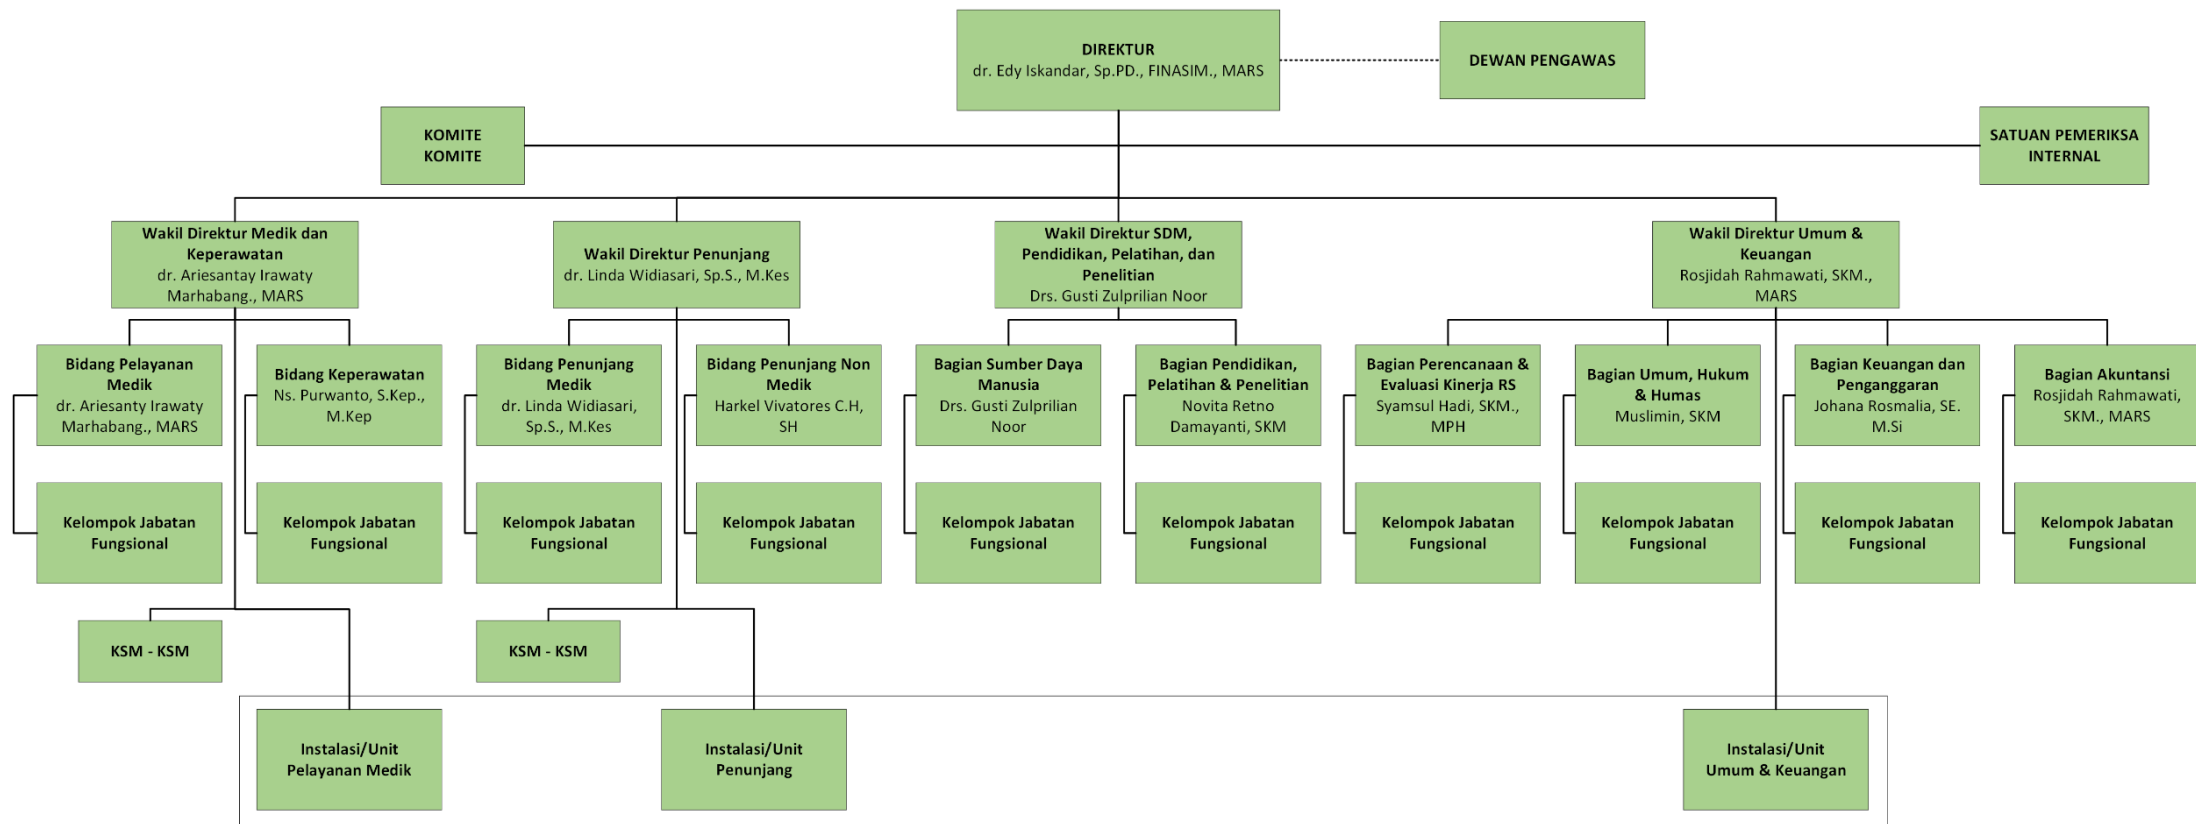 DIREKTUR
dr. Edy Iskandar, Sp.PD., FINASIM., MARS
DEWAN PENGAWAS
KOMITE
KOMITE
SATUAN PEMERIKSA
INTERNAL
Wakil Direktur Medik dan
Keperawatan
dr. Ariesantay Irawaty
Marhabang., MARS
Wakil Direktur Penunjang
dr. Linda Widiasari, Sp.S., M.Kes
Wakil Direktur SDM,
Pendidikan, Pelatihan, dan
Penelitian
Drs. Gusti Zulprilian Noor
Wakil Direktur Umum &
Keuangan
Rosjidah Rahmawati, SKM.,
MARS
Bidang Pelayanan
Medik
dr. Ariesanty Irawaty
Marhabang., MARS
Bidang Keperawatan
Ns. Purwanto, S.Kep.,
M.Kep
Bidang Penunjang
Medik
dr. Linda Widiasari,
Sp.S., M.Kes
Bidang Penunjang Non
Medik
Harkel Vivatores C.H,
SH
Bagian Sumber Daya
Manusia
Drs. Gusti Zulprilian
Noor
Bagian Pendidikan,
Pelatihan & Penelitian
Novita Retno
Damayanti, SKM
Bagian Perencanaan &
Evaluasi Kinerja RS
Syamsul Hadi, SKM.,
MPH
Bagian Umum, Hukum
& Humas
Muslimin, SKM
Bagian Keuangan dan
Penganggaran
Johana Rosmalia, SE.
M.Si
Bagian Akuntansi
Rosjidah Rahmawati,
SKM., MARS
Kelompok Jabatan
Fungsional
Kelompok Jabatan
Fungsional
Kelompok Jabatan
Fungsional
Kelompok Jabatan
Fungsional
Kelompok Jabatan
Fungsional
Kelompok Jabatan
Fungsional
Kelompok Jabatan
Fungsional
Kelompok Jabatan
Fungsional
Kelompok Jabatan
Fungsional
Kelompok Jabatan
Fungsional
KSM - KSM
KSM - KSM
Instalasi/Unit
Pelayanan Medik
Instalasi/Unit
Penunjang
Instalasi/Unit
Umum & Keuangan